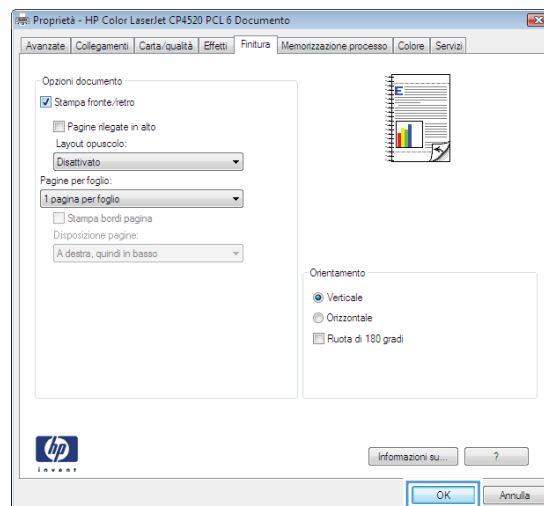 Proprietà - HP Color LaserJet CP4520 PCL 6 Documento
Avanzate Collegamenti Carta/qualità Effetti Finitura Memorizzazione processo Colore Servizi
Opzioni documento
Stampa fronte/retro
Pagine rilegate in alto
Layout opuscolo:
Disattivato
Pagine per foglio:
1 pagina per foglio
Stampa bordi pagina
Disposizione pagine:
A destra, quindi in basso
E
Orientamento
Verticale
Orizzontale
Ruota di 180 gradi
hp
invent
Informazioni su... ?
OK Annulla